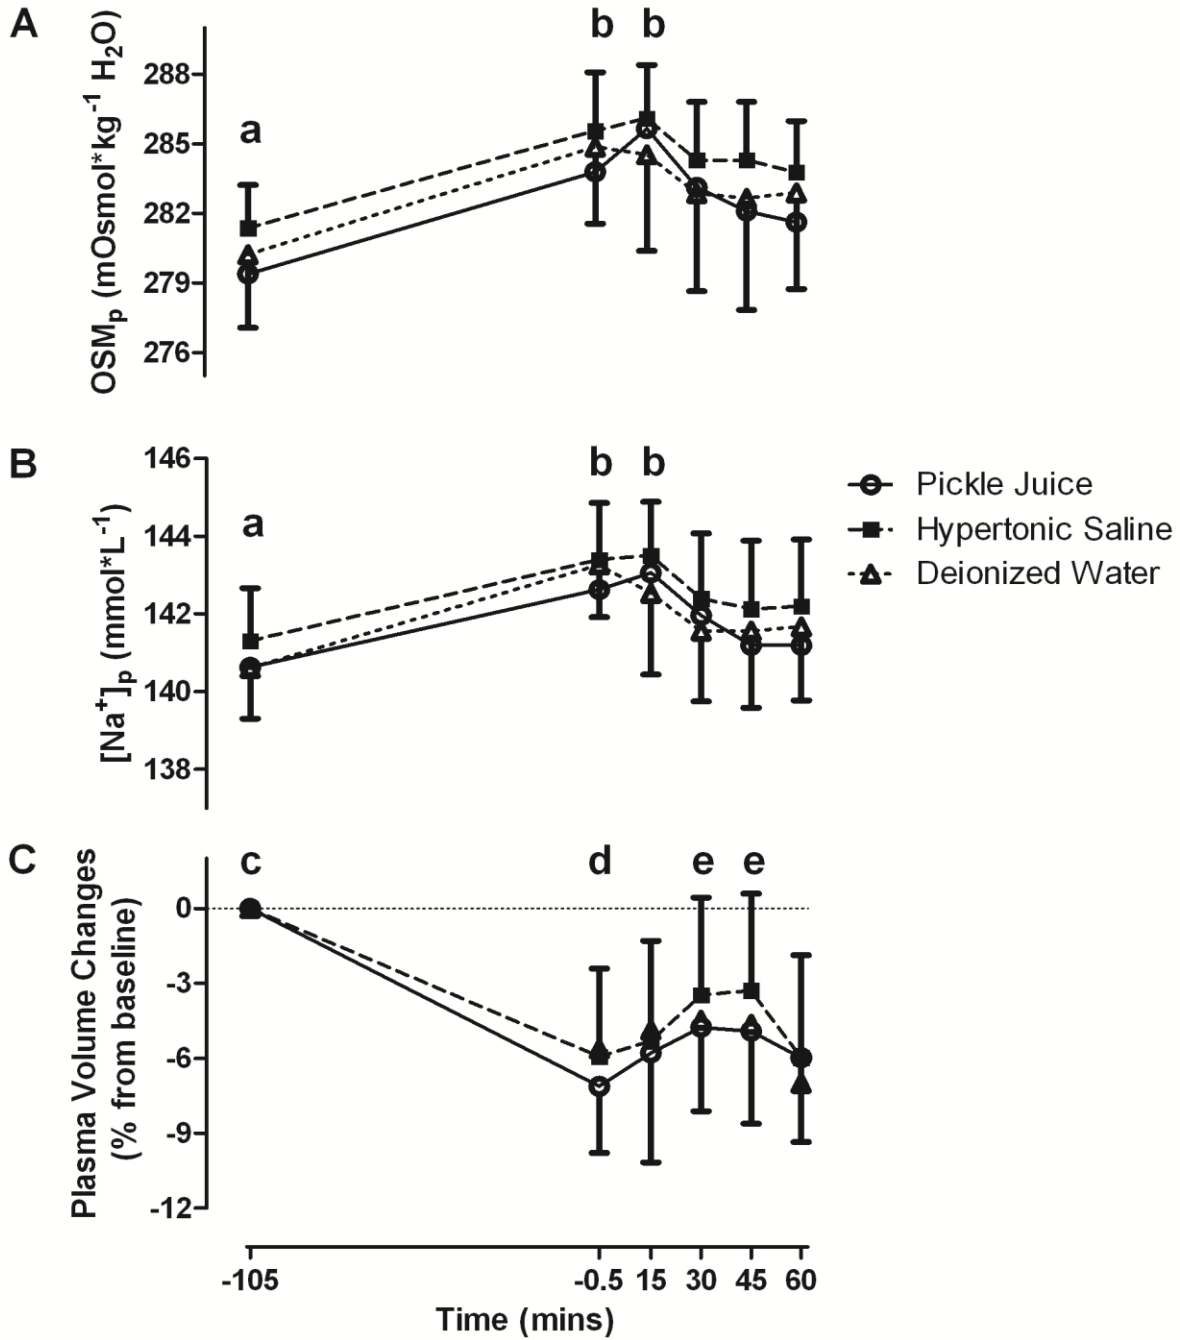 A
OSMp (mOsmol*kg⁻¹ H₂O)
288
285
282
279
276
a
b
b
B
[Na⁺]p (mmol*L⁻¹)
146
144
142
140
138
a
b
b
Pickle Juice
Hypertonic Saline
Deionized Water
C
Plasma Volume Changes
(% from baseline)
0
-3
-6
-9
-12
c
d
e
e
-105
-0.5
15
30
45
60
Time (mins)